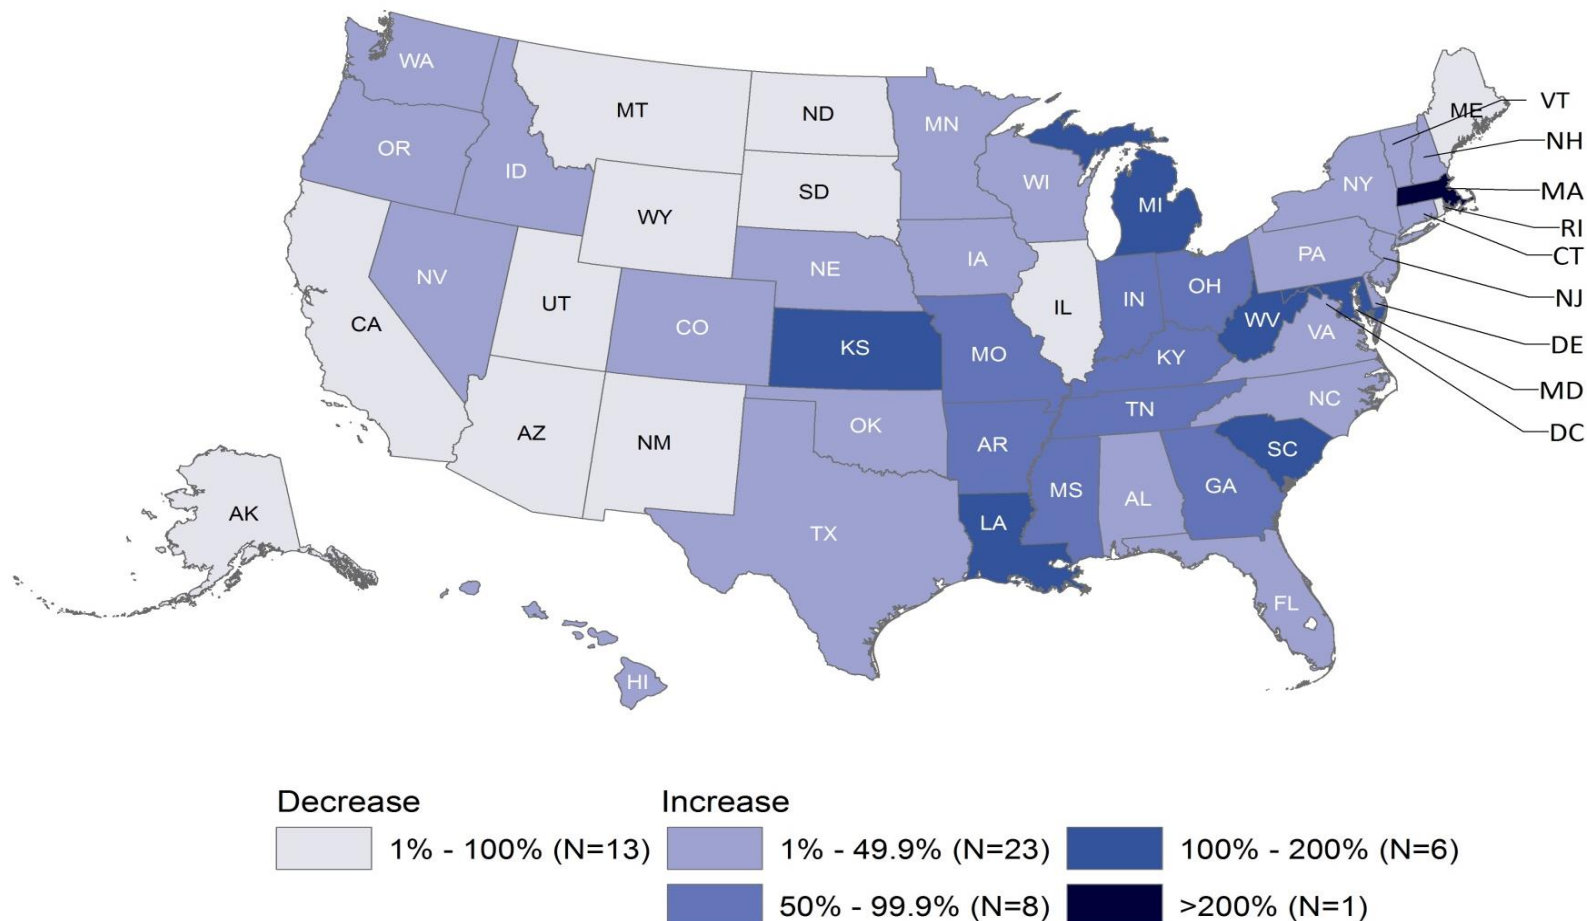 WA
MT
ND
MN
ME
VT
OR
ID
SD
WI
MI
NY
NH
WY
MA
RI
NV
UT
NE
IA
PA
CT
CA
CO
IL
IN
OH
NJ
KS
MO
WV
VA
DE
KY
MD
AZ
NM
OK
AR
TN
NC
DC
AK
TX
LA
MS
AL
GA
SC
HI
FL
Decrease
Increase
1% - 100% (N=13)
1% - 49.9% (N=23)
100% - 200% (N=6)
50% - 99.9% (N=8)
>200% (N=1)